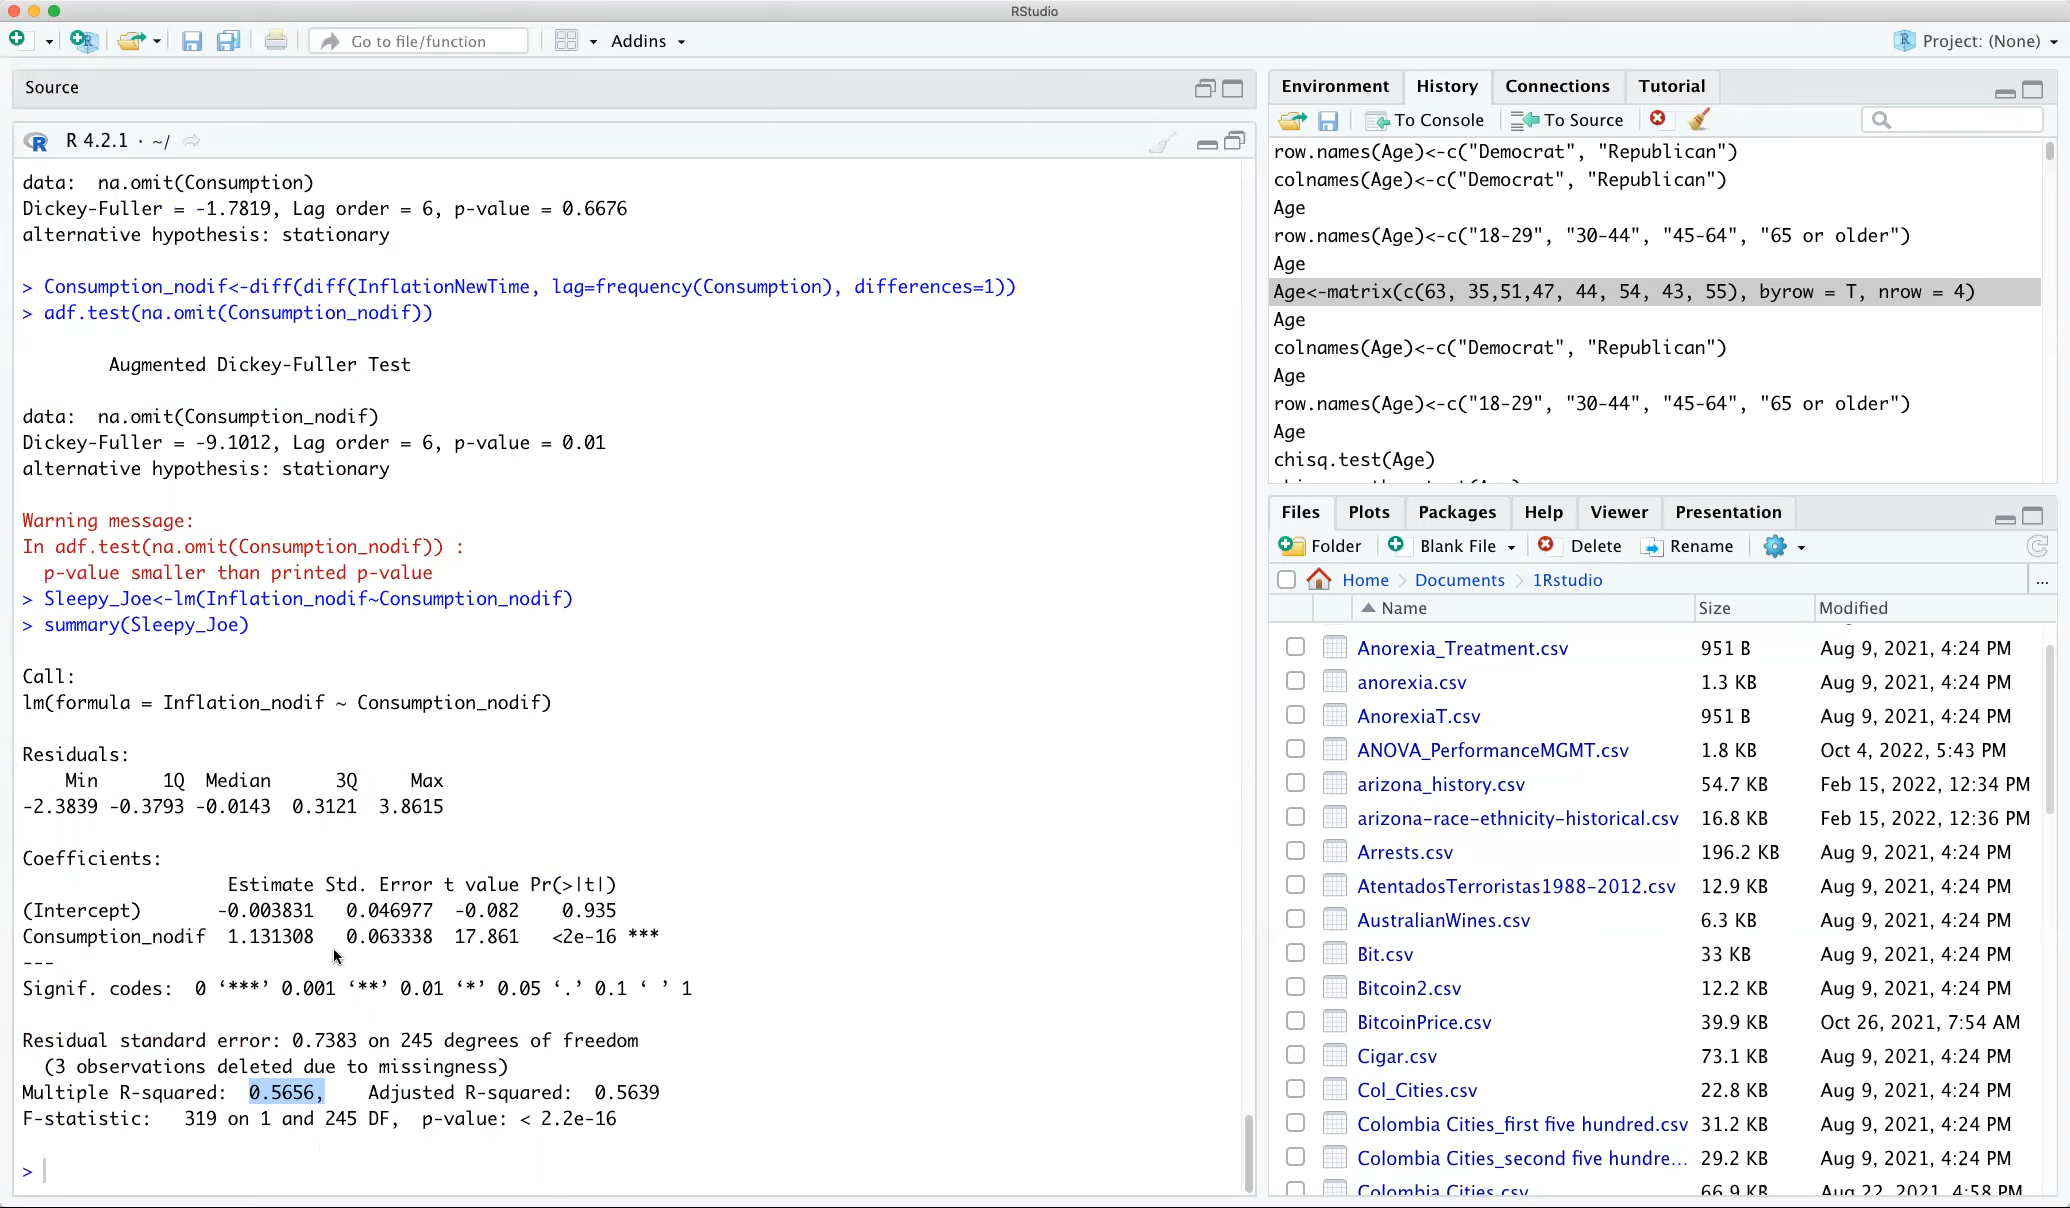 RStudio
Go to file/function
Addins
Project: (None)
Source
R 4.2.1 · ~/
data:  na.omit(Consumption)
Dickey-Fuller = -1.7819, Lag order = 6, p-value = 0.6676
alternative hypothesis: stationary
> Consumption_nodif<-diff(diff(InflationNewTime, lag=frequency(Consumption), differences=1))
> adf.test(na.omit(Consumption_nodif))
Augmented Dickey-Fuller Test
data:  na.omit(Consumption_nodif)
Dickey-Fuller = -9.1012, Lag order = 6, p-value = 0.01
alternative hypothesis: stationary
Warning message:
In adf.test(na.omit(Consumption_nodif)) :
  p-value smaller than printed p-value
> Sleepy_Joe<-lm(Inflation_nodif~Consumption_nodif)
> summary(Sleepy_Joe)
Call:
lm(formula = Inflation_nodif ~ Consumption_nodif)
Residuals:
    Min      1Q  Median      3Q     Max
-2.3839 -0.3793 -0.0143  0.3121  3.8615
Coefficients:
                   Estimate Std. Error t value Pr(>|t|)
(Intercept)       -0.003831   0.046977  -0.082    0.935
Consumption_nodif  1.131308   0.063338  17.861   <2e-16 ***
---
Signif. codes:  0 ‘***’ 0.001 ‘**’ 0.01 ‘*’ 0.05 ‘.’ 0.1 ‘ ’ 1
Residual standard error: 0.7383 on 245 degrees of freedom
  (3 observations deleted due to missingness)
Multiple R-squared:  0.5656,    Adjusted R-squared:  0.5639
F-statistic:   319 on 1 and 245 DF,  p-value: < 2.2e-16
>
Environment History Connections Tutorial
To Console To Source
row.names(Age)<-c("Democrat", "Republican")
colnames(Age)<-c("Democrat", "Republican")
Age
row.names(Age)<-c("18-29", "30-44", "45-64", "65 or older")
Age
Age<-matrix(c(63, 35,51,47, 44, 54, 43, 55), byrow = T, nrow = 4)
Age
colnames(Age)<-c("Democrat", "Republican")
Age
row.names(Age)<-c("18-29", "30-44", "45-64", "65 or older")
Age
chisq.test(Age)
Files Plots Packages Help Viewer Presentation
Folder Blank File Delete Rename
Home > Documents > 1Rstudio ...
Name Size Modified
Anorexia_Treatment.csv 951 B Aug 9, 2021, 4:24 PM
anorexia.csv 1.3 KB Aug 9, 2021, 4:24 PM
AnorexiaT.csv 951 B Aug 9, 2021, 4:24 PM
ANOVA_PerformanceMGMT.csv 1.8 KB Oct 4, 2022, 5:43 PM
arizona_history.csv 54.7 KB Feb 15, 2022, 12:34 PM
arizona-race-ethnicity-historical.csv 16.8 KB Feb 15, 2022, 12:36 PM
Arrests.csv 196.2 KB Aug 9, 2021, 4:24 PM
AtentadosTerroristas1988-2012.csv 12.9 KB Aug 9, 2021, 4:24 PM
AustralianWines.csv 6.3 KB Aug 9, 2021, 4:24 PM
Bit.csv 33 KB Aug 9, 2021, 4:24 PM
Bitcoin2.csv 12.2 KB Aug 9, 2021, 4:24 PM
BitcoinPrice.csv 39.9 KB Oct 26, 2021, 7:54 AM
Cigar.csv 73.1 KB Aug 9, 2021, 4:24 PM
Col_Cities.csv 22.8 KB Aug 9, 2021, 4:24 PM
Colombia Cities_first five hundred.csv 31.2 KB Aug 9, 2021, 4:24 PM
Colombia Cities_second five hundre... 29.2 KB Aug 9, 2021, 4:24 PM
Colombia Cities.csv 66.9 KB Aug 22, 2021, 4:58 PM